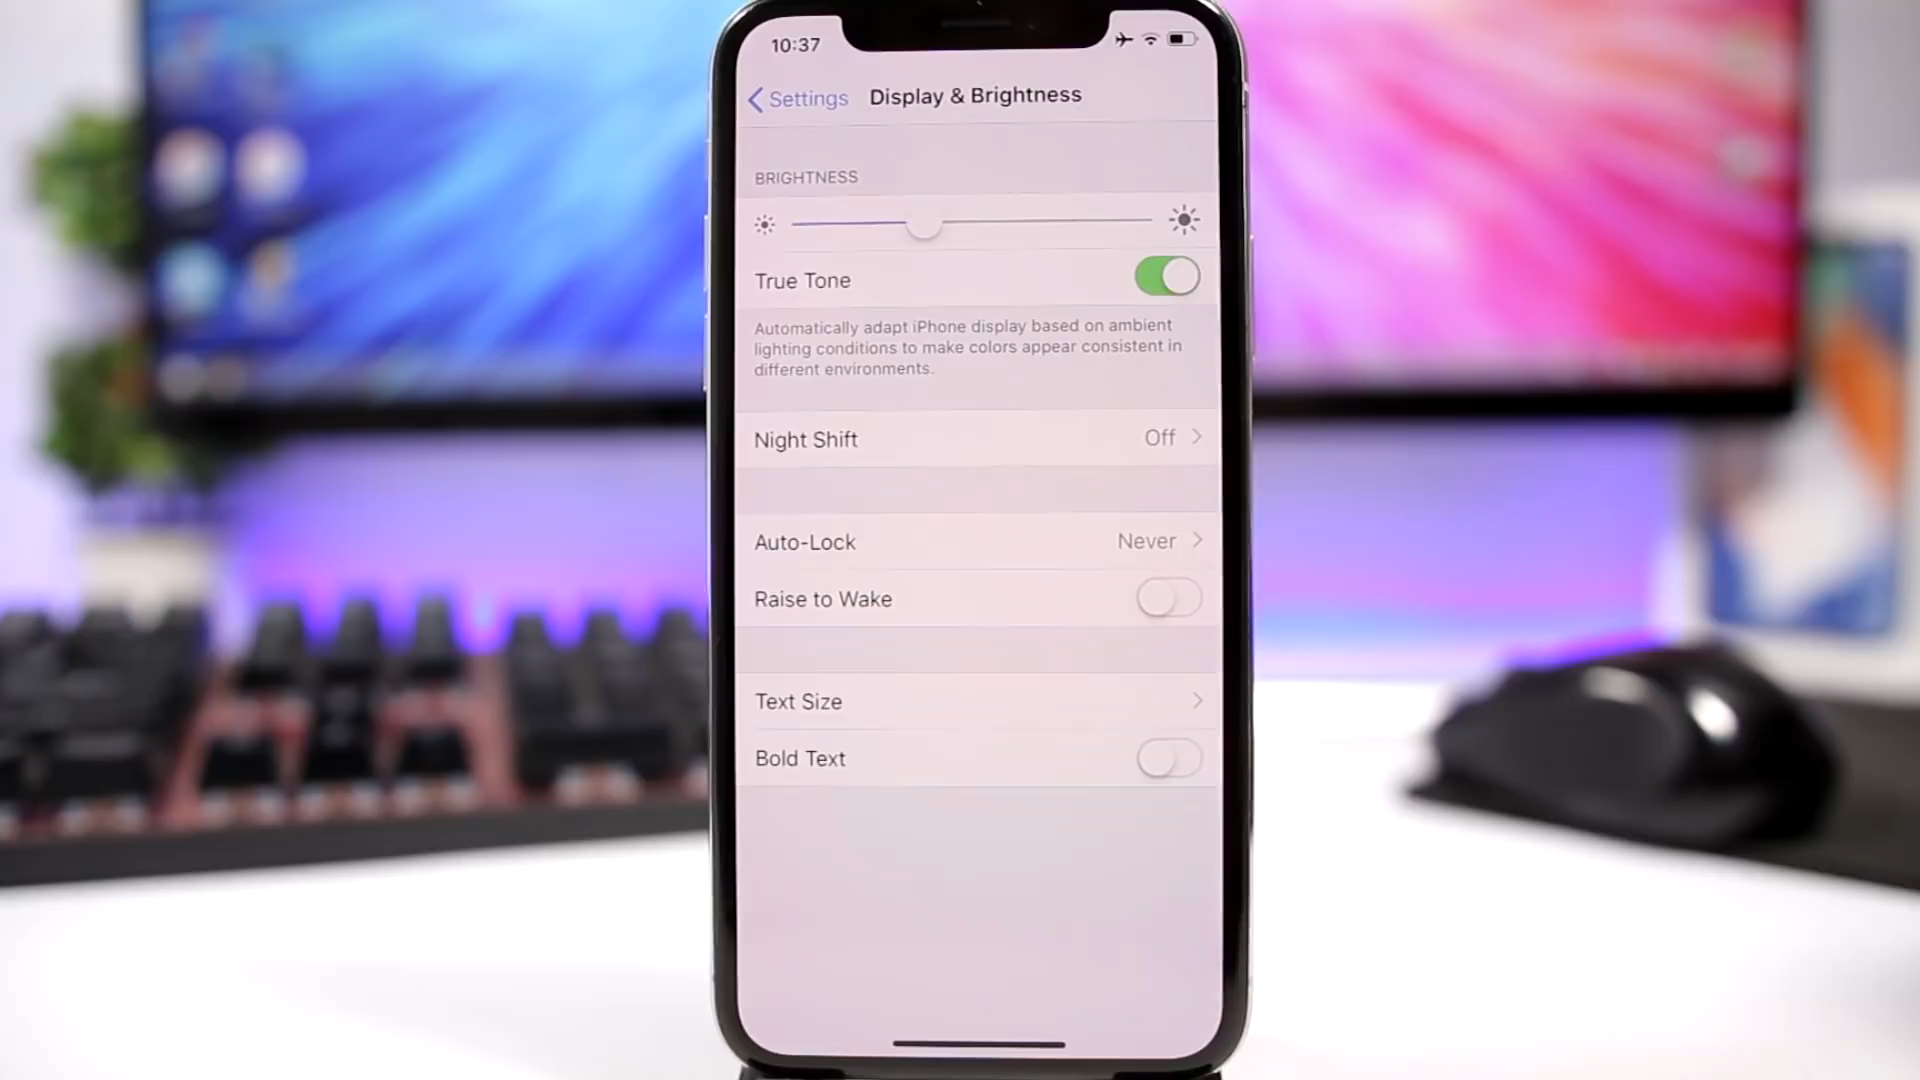 10:37
Settings
Display & Brightness
BRIGHTNESS
True Tone
Automatically adapt iPhone display based on ambient
lighting conditions to make colors appear consistent in
different environments.
Night Shift
Off
Auto-Lock
Never
Raise to Wake
Text Size
Bold Text